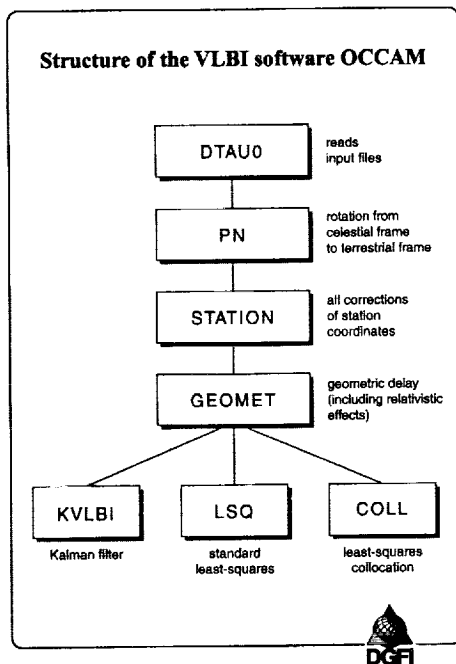 Structure of the VLBI software OCCAM
DTAU0
reads
input files
PN
rotation from
celestial frame
to terrestrial frame
STATION
all corrections
of station
coordinates
GEOMET
geometric delay
(including relativistic
effects)
KVLBI
LSQ
COLL
Kalman filter
standard
least-squares
least-squares
collocation
DGFI